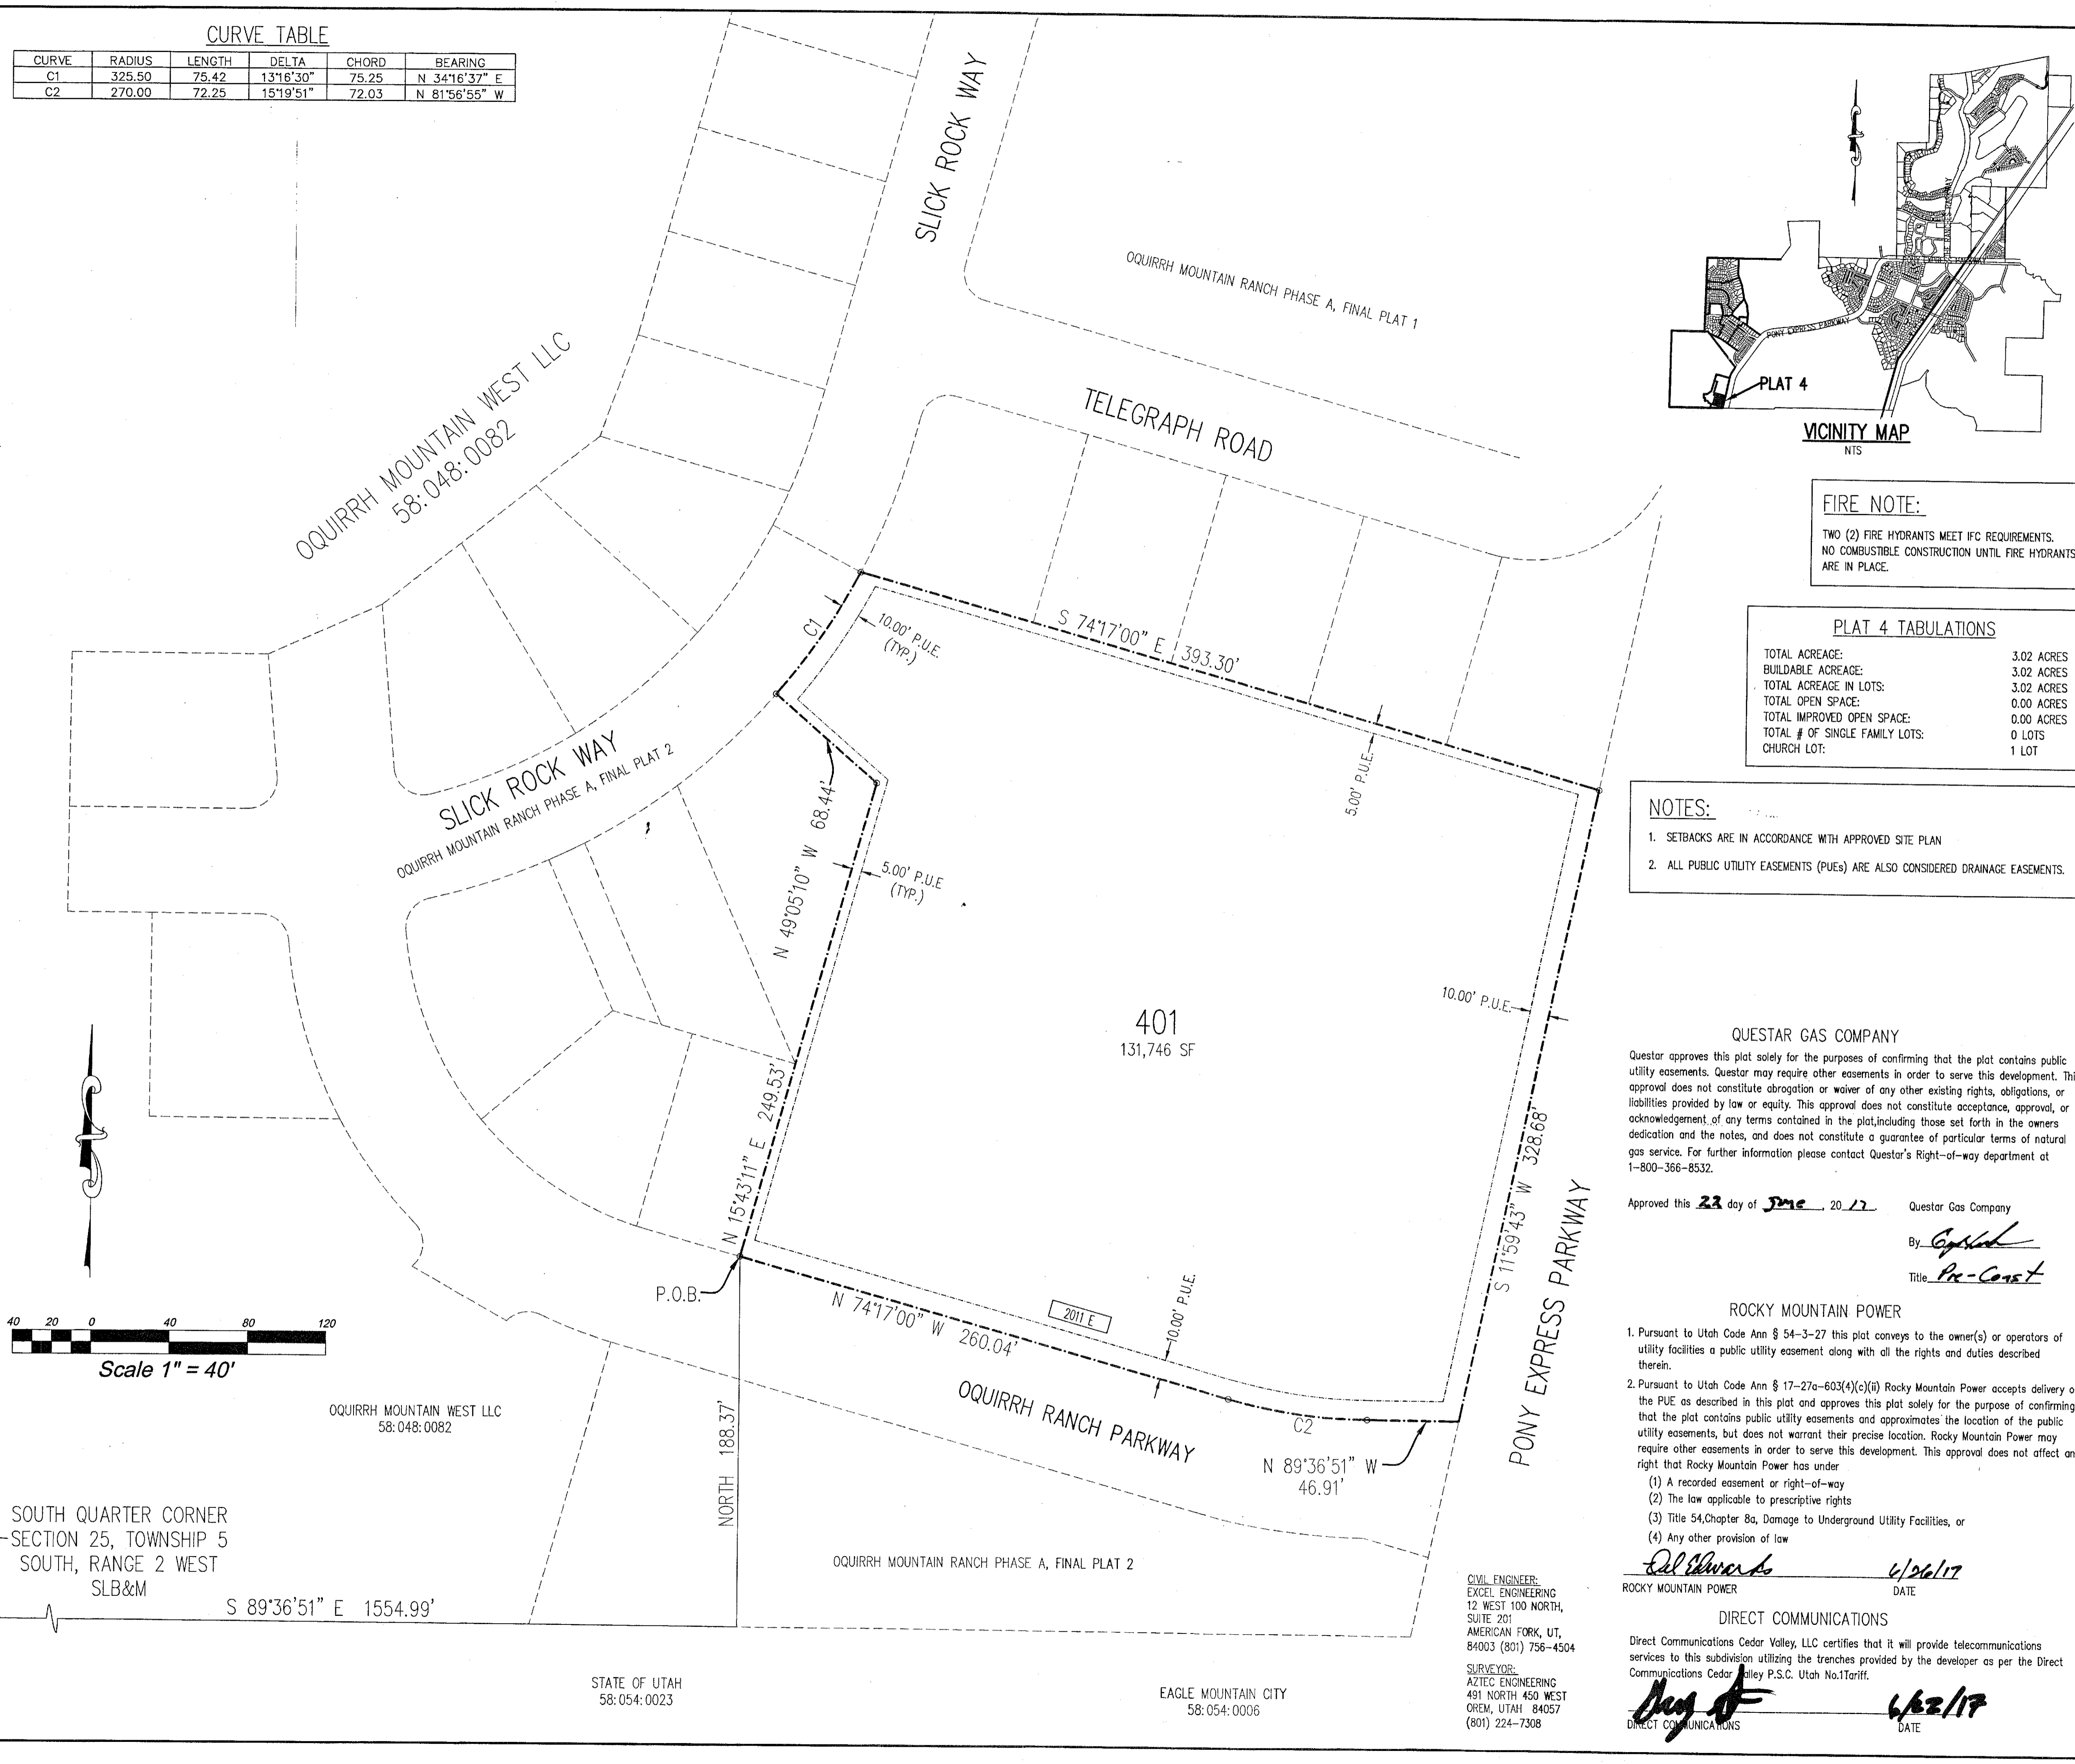 CURVE TABLE
CURVE RADIUS LENGTH DELTA CHORD BEARING
C1 325.50 75.42 13°16'30" 75.25 N 34°16'37" E
C2 270.00 72.25 15°19'51" 72.03 N 81°56'55" W
SLICK ROCK WAY
OQUIRRH MOUNTAIN RANCH PHASE A, FINAL PLAT 1
OQUIRRH MOUNTAIN WEST LLC
58:048:0082
TELEGRAPH ROAD
PONY EXPRESS PARKWAY
PLAT 4
VICINITY MAP
NTS
FIRE NOTE:
TWO (2) FIRE HYDRANTS MEET IFC REQUIREMENTS.
NO COMBUSTIBLE CONSTRUCTION UNTIL FIRE HYDRANTS
ARE IN PLACE.
PLAT 4 TABULATIONS
TOTAL ACREAGE: 3.02 ACRES
BUILDABLE ACREAGE: 3.02 ACRES
TOTAL ACREAGE IN LOTS: 3.02 ACRES
TOTAL OPEN SPACE: 0.00 ACRES
TOTAL IMPROVED OPEN SPACE: 0.00 ACRES
TOTAL # OF SINGLE FAMILY LOTS: 0 LOTS
CHURCH LOT: 1 LOT
NOTES:
1. SETBACKS ARE IN ACCORDANCE WITH APPROVED SITE PLAN
2. ALL PUBLIC UTILITY EASEMENTS (PUEs) ARE ALSO CONSIDERED DRAINAGE EASEMENTS.
C1
10.00' P.U.E.
(TYP.)
S 74°17'00" E 393.30'
5.00' P.U.E.
SLICK ROCK WAY
OQUIRRH MOUNTAIN RANCH PHASE A, FINAL PLAT 2
N 49°05'10" W 68.44'
5.00' P.U.E
(TYP.)
10.00' P.U.E.
401
131,746 SF
N 15°43'11" E 249.53'
S 11°59'43" W 328.68'
PONY EXPRESS PARKWAY
P.O.B.
N 74°17'00" W 260.04'
2011 E
10.00' P.U.E.
OQUIRRH RANCH PARKWAY
C2
N 89°36'51" W
46.91'
NORTH 188.37'
40 20 0 40 80 120
Scale 1" = 40'
OQUIRRH MOUNTAIN WEST LLC
58:048:0082
SOUTH QUARTER CORNER
SECTION 25, TOWNSHIP 5
SOUTH, RANGE 2 WEST
SLB&M
S 89°36'51" E 1554.99'
OQUIRRH MOUNTAIN RANCH PHASE A, FINAL PLAT 2
STATE OF UTAH
58:054:0023
EAGLE MOUNTAIN CITY
58:054:0006
CIVIL ENGINEER:
EXCEL ENGINEERING
12 WEST 100 NORTH,
SUITE 201
AMERICAN FORK, UT,
84003 (801) 756-4504
SURVEYOR:
AZTEC ENGINEERING
491 NORTH 450 WEST
OREM, UTAH 84057
(801) 224-7308
QUESTAR GAS COMPANY
Questar approves this plat solely for the purposes of confirming that the plat contains public
utility easements. Questar may require other easements in order to serve this development. Thi
approval does not constitute abrogation or waiver of any other existing rights, obligations, or
liabilities provided by law or equity. This approval does not constitute acceptance, approval, or
acknowledgement of any terms contained in the plat,including those set forth in the owners
dedication and the notes, and does not constitute a guarantee of particular terms of natural
gas service. For further information please contact Questar's Right-of-way department at
1-800-366-8532.
Approved this 22 day of June, 20 17. Questar Gas Company
By
Title Pre-Const
ROCKY MOUNTAIN POWER
1. Pursuant to Utah Code Ann § 54-3-27 this plat conveys to the owner(s) or operators of
utility facilities a public utility easement along with all the rights and duties described
therein.
2. Pursuant to Utah Code Ann § 17-27a-603(4)(c)(ii) Rocky Mountain Power accepts delivery o
the PUE as described in this plat and approves this plat solely for the purpose of confirming
that the plat contains public utility easements and approximates the location of the public
utility easements, but does not warrant their precise location. Rocky Mountain Power may
require other easements in order to serve this development. This approval does not affect an
right that Rocky Mountain Power has under
(1) A recorded easement or right-of-way
(2) The law applicable to prescriptive rights
(3) Title 54,Chapter 8a, Damage to Underground Utility Facilities, or
(4) Any other provision of law
Edwards 6/26/17
ROCKY MOUNTAIN POWER DATE
DIRECT COMMUNICATIONS
Direct Communications Cedar Valley, LLC certifies that it will provide telecommunications
services to this subdivision utilizing the trenches provided by the developer as per the Direct
Communications Cedar Valley P.S.C. Utah No.1Tariff.
6/22/17
DIRECT COMMUNICATIONS DATE